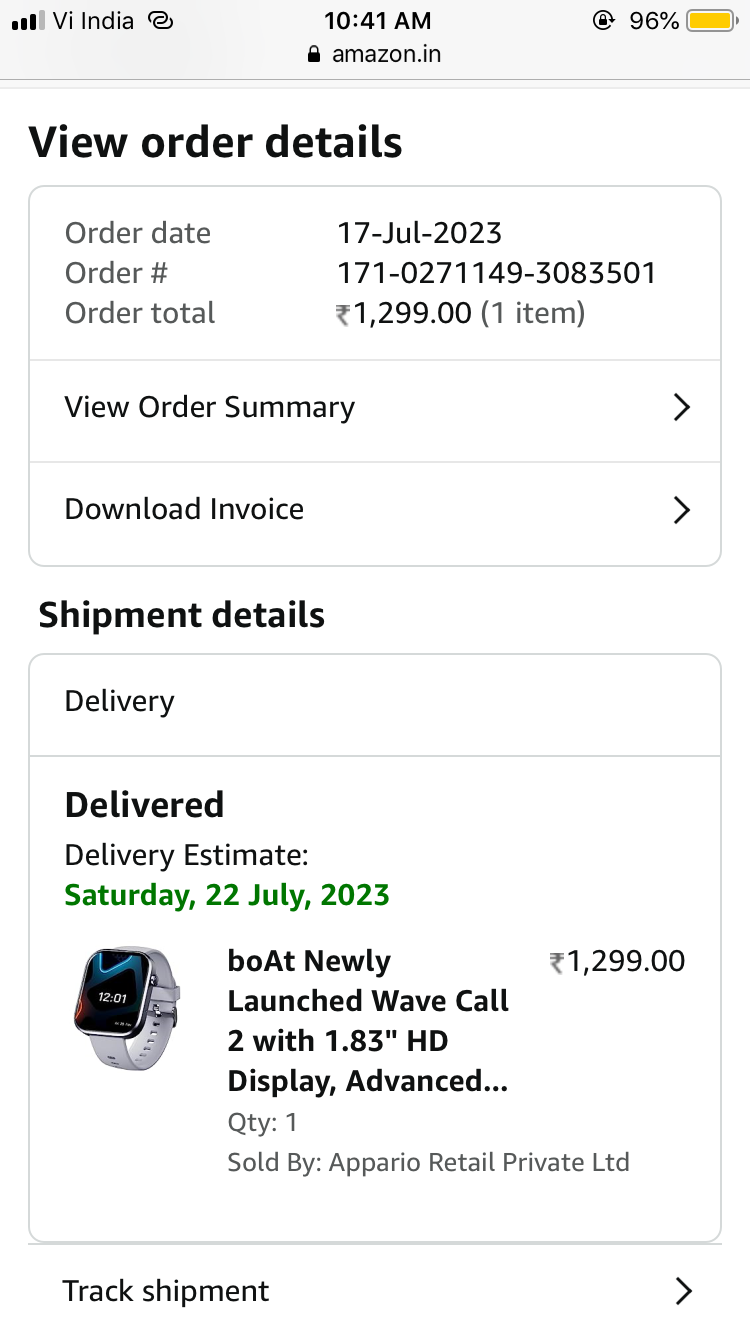 Vi India 10:41 AM 96%
amazon.in
View order details
Order date 17-Jul-2023
Order # 171-0271149-3083501
Order total ₹1,299.00 (1 item)
View Order Summary
Download Invoice
Shipment details
Delivery
Delivered
Delivery Estimate:
Saturday, 22 July, 2023
12:01
boAt Newly ₹1,299.00
Launched Wave Call
2 with 1.83" HD
Display, Advanced...
Qty: 1
Sold By: Appario Retail Private Ltd
Track shipment